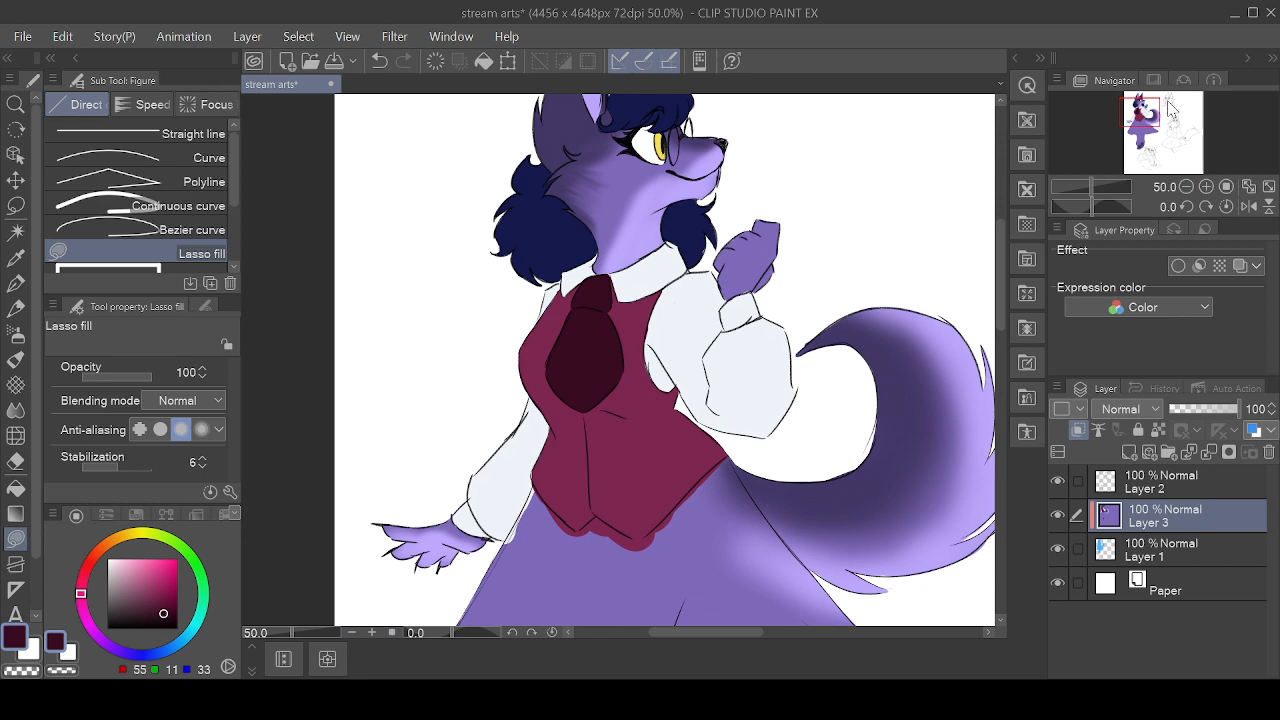 stream arts* (4456 x 4648px 72dpi 50.0%) - CLIP STUDIO PAINT EX
File Edit Story(P) Animation Layer Select View Filter Window Help
Sub Tool: Figure
stream arts*
Navigator
Direct Speed Focus
Straight line
Curve
Polyline
Continuous curve
Bezier curve
Lasso fill
Tool property: Lasso fill
Lasso fill
Opacity 100
Blending mode Normal
Anti-aliasing
Stabilization 6
55 11 33
50.0 0.0
50.0
0.0
Layer Property
Effect
Expression color
Color
Layer History Auto Action
Normal 100
100 % Normal
Layer 2
100 % Normal
Layer 3
100 % Normal
Layer 1
Paper
A